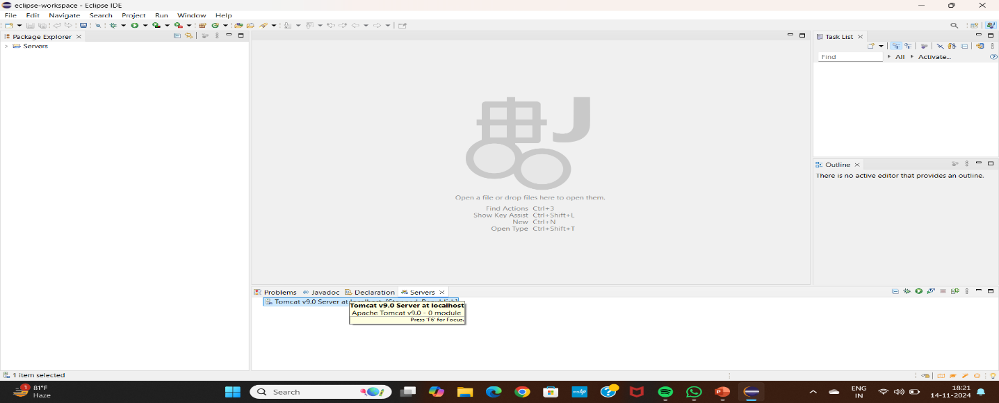 eclipse-workspace - Eclipse IDE
File Edit Navigate Search Project Run Window Help
Package Explorer
Servers
Task List
Find All Activate...
Open a file or drop files here to open them.
Find Actions Ctrl+3
Show Key Assist Ctrl+Shift+L
New Ctrl+N
Open Type Ctrl+Shift+T
Outline
There is no active editor that provides an outline.
Problems Javadoc Declaration Servers
Tomcat v9.0 Server at
Tomcat v9.0 Server at localhost
Apache Tomcat v9.0 - 0 module
Press 'F6' for Focus.
1 item selected
1
81°F
Haze
Search
ENG
IN
18:21
14-11-2024